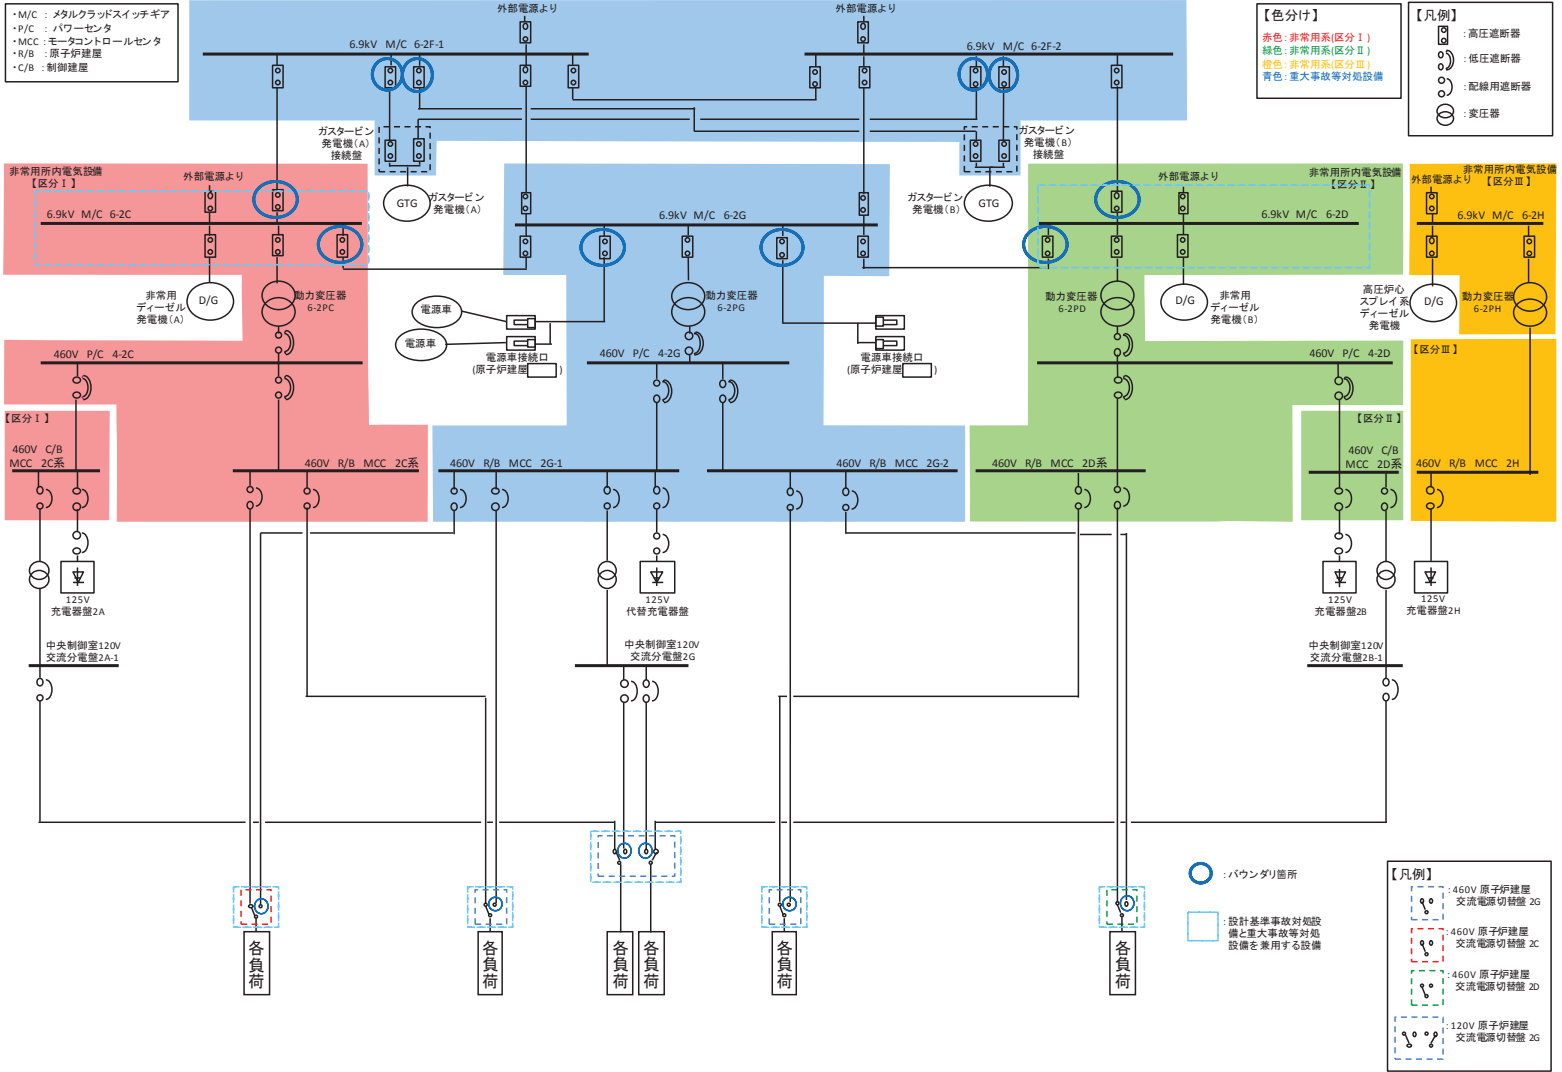 ・M/C ： メタルクラッドスイッチギア
・P/C ： パワーセンタ
・MCC ： モータコントロールセンタ
・R/B ： 原子炉建屋
・C/B ： 制御建屋
外部電源より
外部電源より
6.9kV M/C 6-2F-1
6.9kV M/C 6-2F-2
【色分け】
赤色：非常用系(区分Ⅰ)
緑色：非常用系(区分Ⅱ)
橙色：非常用系(区分Ⅲ)
青色：重大事故等対処設備
【凡例】
：高圧遮断器
：低圧遮断器
：配線用遮断器
：変圧器
ガスタービン
発電機(A)
接続盤
ガスタービン
発電機(B)
接続盤
非常用所内電気設備
【区分Ⅰ】
外部電源より
6.9kV M/C 6-2C
GTG
ガスタービン
発電機(A)
6.9kV M/C 6-2G
ガスタービン
発電機(B)
GTG
外部電源より
非常用所内電気設備
【区分Ⅱ】
6.9kV M/C 6-2D
外部電源より
非常用所内電気設備
【区分Ⅲ】
6.9kV M/C 6-2H
非常用
ディーゼル
発電機(A)
D/G
動力変圧器
6-2PC
電源車
電源車
電源車接続口
(原子炉建屋 )
動力変圧器
6-2PG
電源車接続口
(原子炉建屋 )
動力変圧器
6-2PD
D/G
非常用
ディーゼル
発電機(B)
高圧炉心
スプレイ系
ディーゼル
発電機
D/G
動力変圧器
6-2PH
460V P/C 4-2C
460V P/C 4-2G
460V P/C 4-2D
【区分Ⅲ】
【区分Ⅰ】
【区分Ⅱ】
460V C/B
MCC 2C系
460V R/B MCC 2C系
460V R/B MCC 2G-1
460V R/B MCC 2G-2
460V R/B MCC 2D系
460V C/B
MCC 2D系
460V R/B MCC 2H
125V
充電器盤2A
125V
代替充電器盤
125V
充電器盤2B
125V
充電器盤2H
中央制御室120V
交流分電盤2A-1
中央制御室120V
交流分電盤2G
中央制御室120V
交流分電盤2B-1
各負荷
各負荷
各負荷
各負荷
各負荷
各負荷
：バウンダリ箇所
：設計基準事故対処設
備と重大事故等対処
設備を兼用する設備
【凡例】
：460V 原子炉建屋
交流電源切替盤 2G
：460V 原子炉建屋
交流電源切替盤 2C
：460V 原子炉建屋
交流電源切替盤 2D
：120V 原子炉建屋
交流電源切替盤 2G